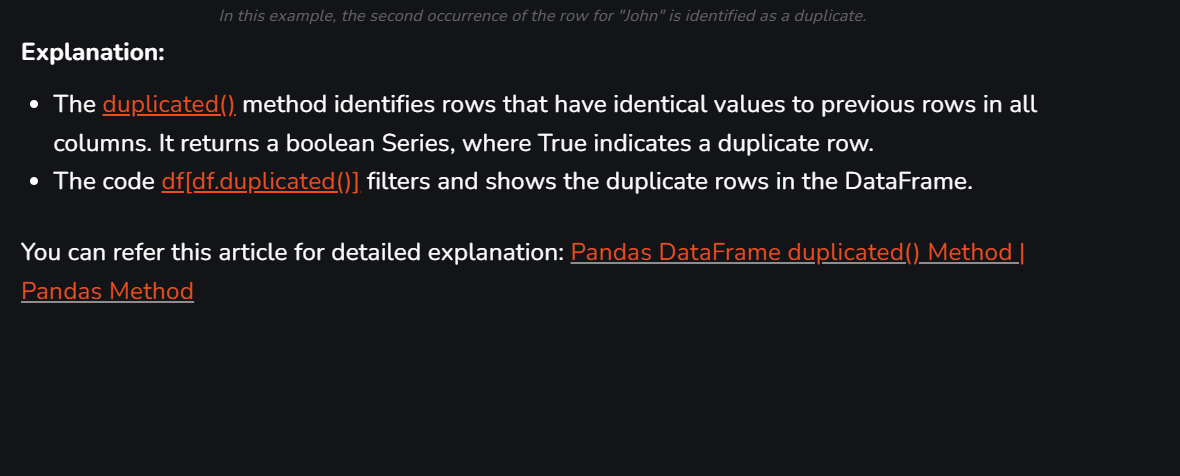 In this example, the second occurrence of the row for "John" is identified as a duplicate.
Explanation:
The duplicated() method identifies rows that have identical values to previous rows in all
columns. It returns a boolean Series, where True indicates a duplicate row.
The code df[df.duplicated()] filters and shows the duplicate rows in the DataFrame.
You can refer this article for detailed explanation: Pandas DataFrame duplicated() Method |
Pandas Method